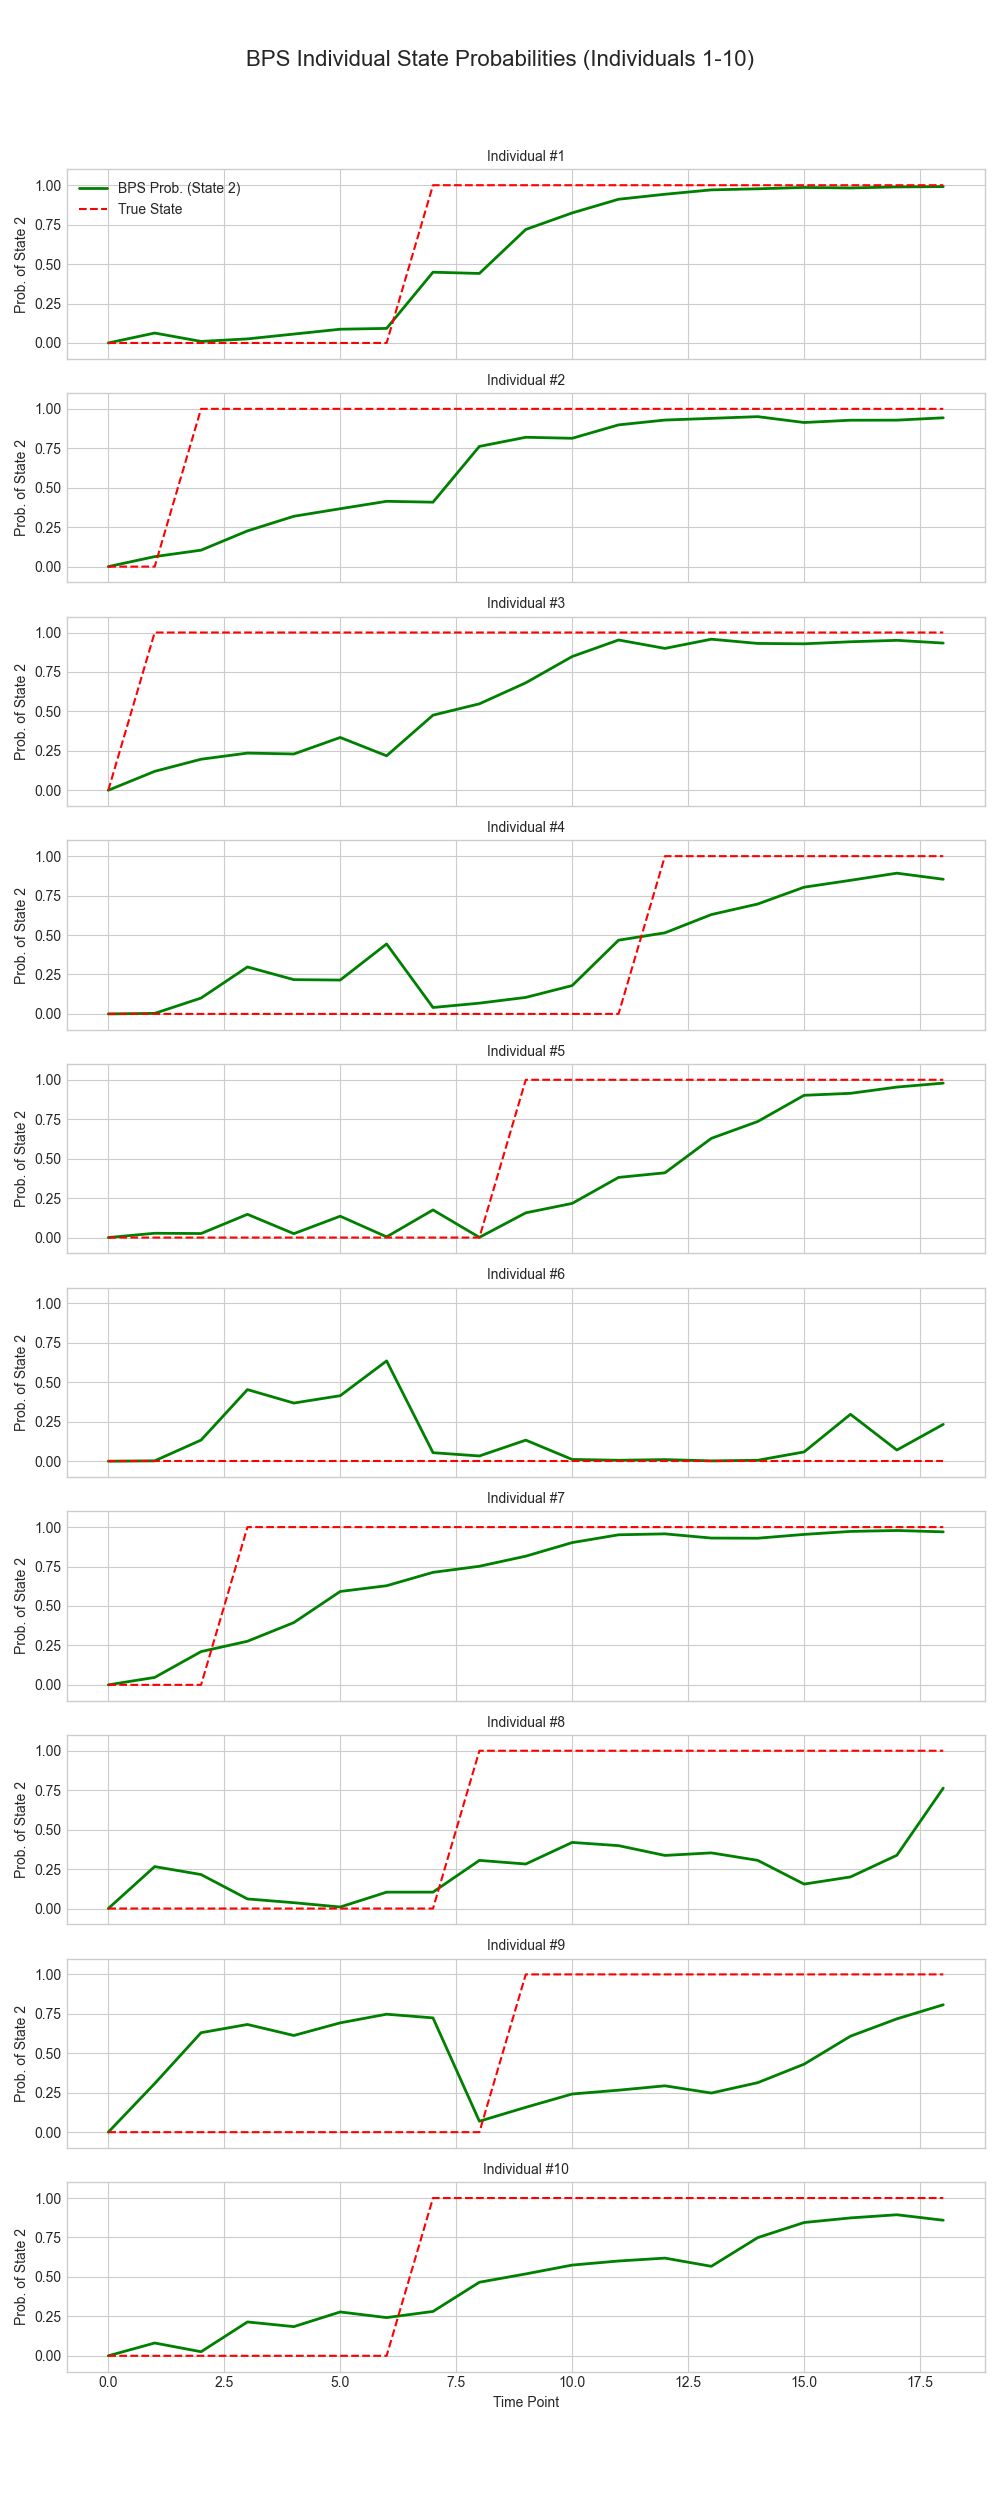 BPS Individual State Probabilities (Individuals 1-10)
Individual #1
BPS Prob. (State 2)
True State
1.00
0.75
0.50
0.25
0.00
Prob. of State 2
Individual #2
1.00
0.75
0.50
0.25
0.00
Prob. of State 2
Individual #3
1.00
0.75
0.50
0.25
0.00
Prob. of State 2
Individual #4
1.00
0.75
0.50
0.25
0.00
Prob. of State 2
Individual #5
1.00
0.75
0.50
0.25
0.00
Prob. of State 2
Individual #6
1.00
0.75
0.50
0.25
0.00
Prob. of State 2
Individual #7
1.00
0.75
0.50
0.25
0.00
Prob. of State 2
Individual #8
1.00
0.75
0.50
0.25
0.00
Prob. of State 2
Individual #9
1.00
0.75
0.50
0.25
0.00
Prob. of State 2
Individual #10
1.00
0.75
0.50
0.25
0.00
Prob. of State 2
0.0 2.5 5.0 7.5 10.0 12.5 15.0 17.5
Time Point